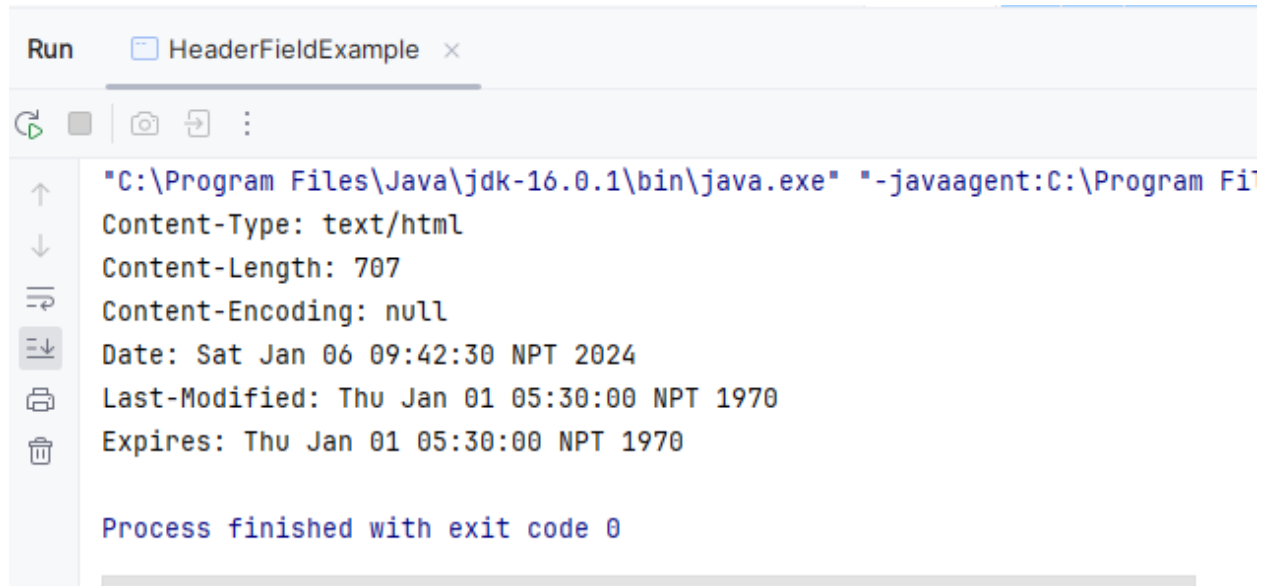 Run HeaderFieldExample
"C:\Program Files\Java\jdk-16.0.1\bin\java.exe" "-javaagent:C:\Program Fil
Content-Type: text/html
Content-Length: 707
Content-Encoding: null
Date: Sat Jan 06 09:42:30 NPT 2024
Last-Modified: Thu Jan 01 05:30:00 NPT 1970
Expires: Thu Jan 01 05:30:00 NPT 1970
Process finished with exit code 0